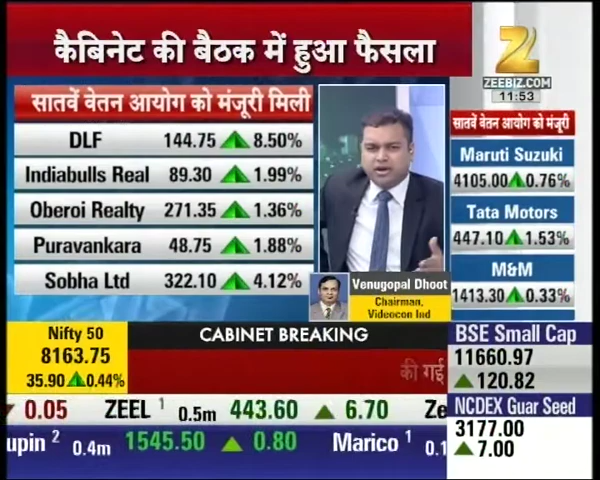 कैबिनेट की बैठक में हुआ फैसला
Z
ZEEBIZ.COM
11:53
सातवें वेतन आयोग को मंजूरी मिली
DLF 144.75 8.50%
Indiabulls Real 89.30 1.99%
Oberoi Realty 271.35 1.36%
Puravankara 48.75 1.88%
Sobha Ltd 322.10 4.12%
सातवें वेतन आयोग को मंजूरी
Maruti Suzuki
4105.00 0.76%
Tata Motors
447.10 1.53%
M&M
1413.30 0.33%
Venugopal Dhoot
Chairman,
Videocon Ind
Nifty 50
8163.75
35.90 0.44%
CABINET BREAKING
की गई
BSE Small Cap
11660.97
120.82
NCDEX Guar Seed
3177.00
7.00
0.05 ZEEL 1 0.5m 443.60 6.70 Ze
upin 2 0.4m 1545.50 0.80 Marico 1 0.1